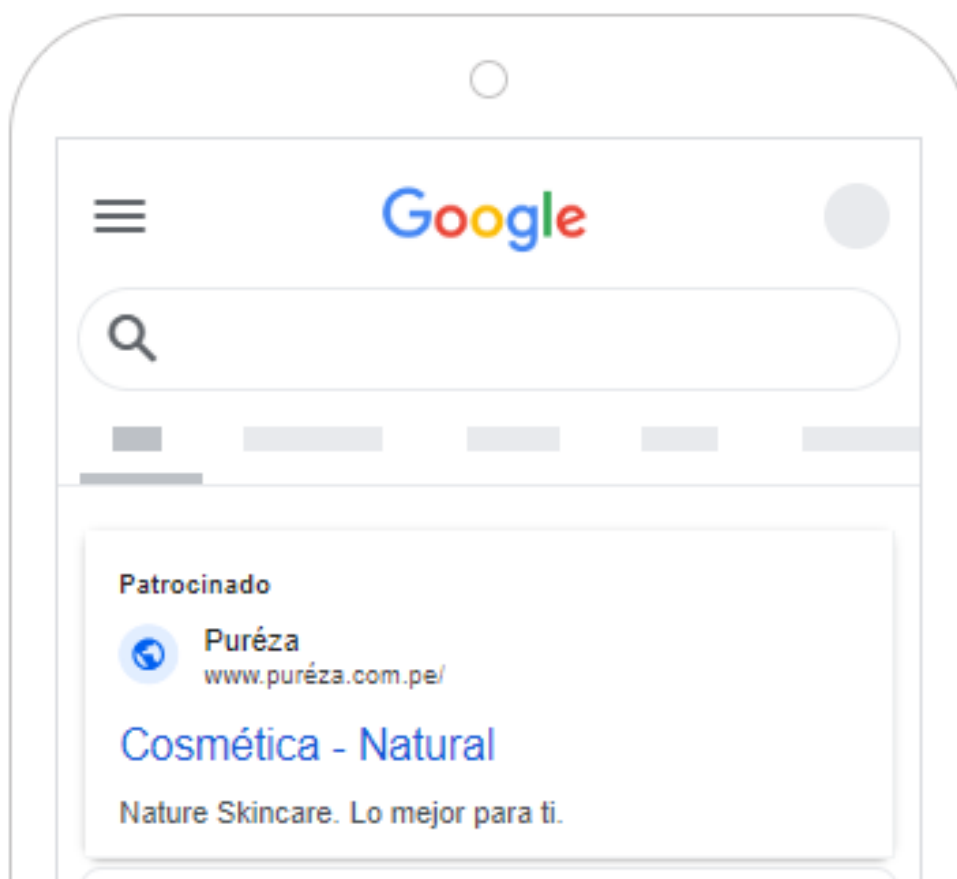 Google
Patrocinado
Puréza
www.puréza.com.pe/
Cosmética - Natural
Nature Skincare. Lo mejor para ti.